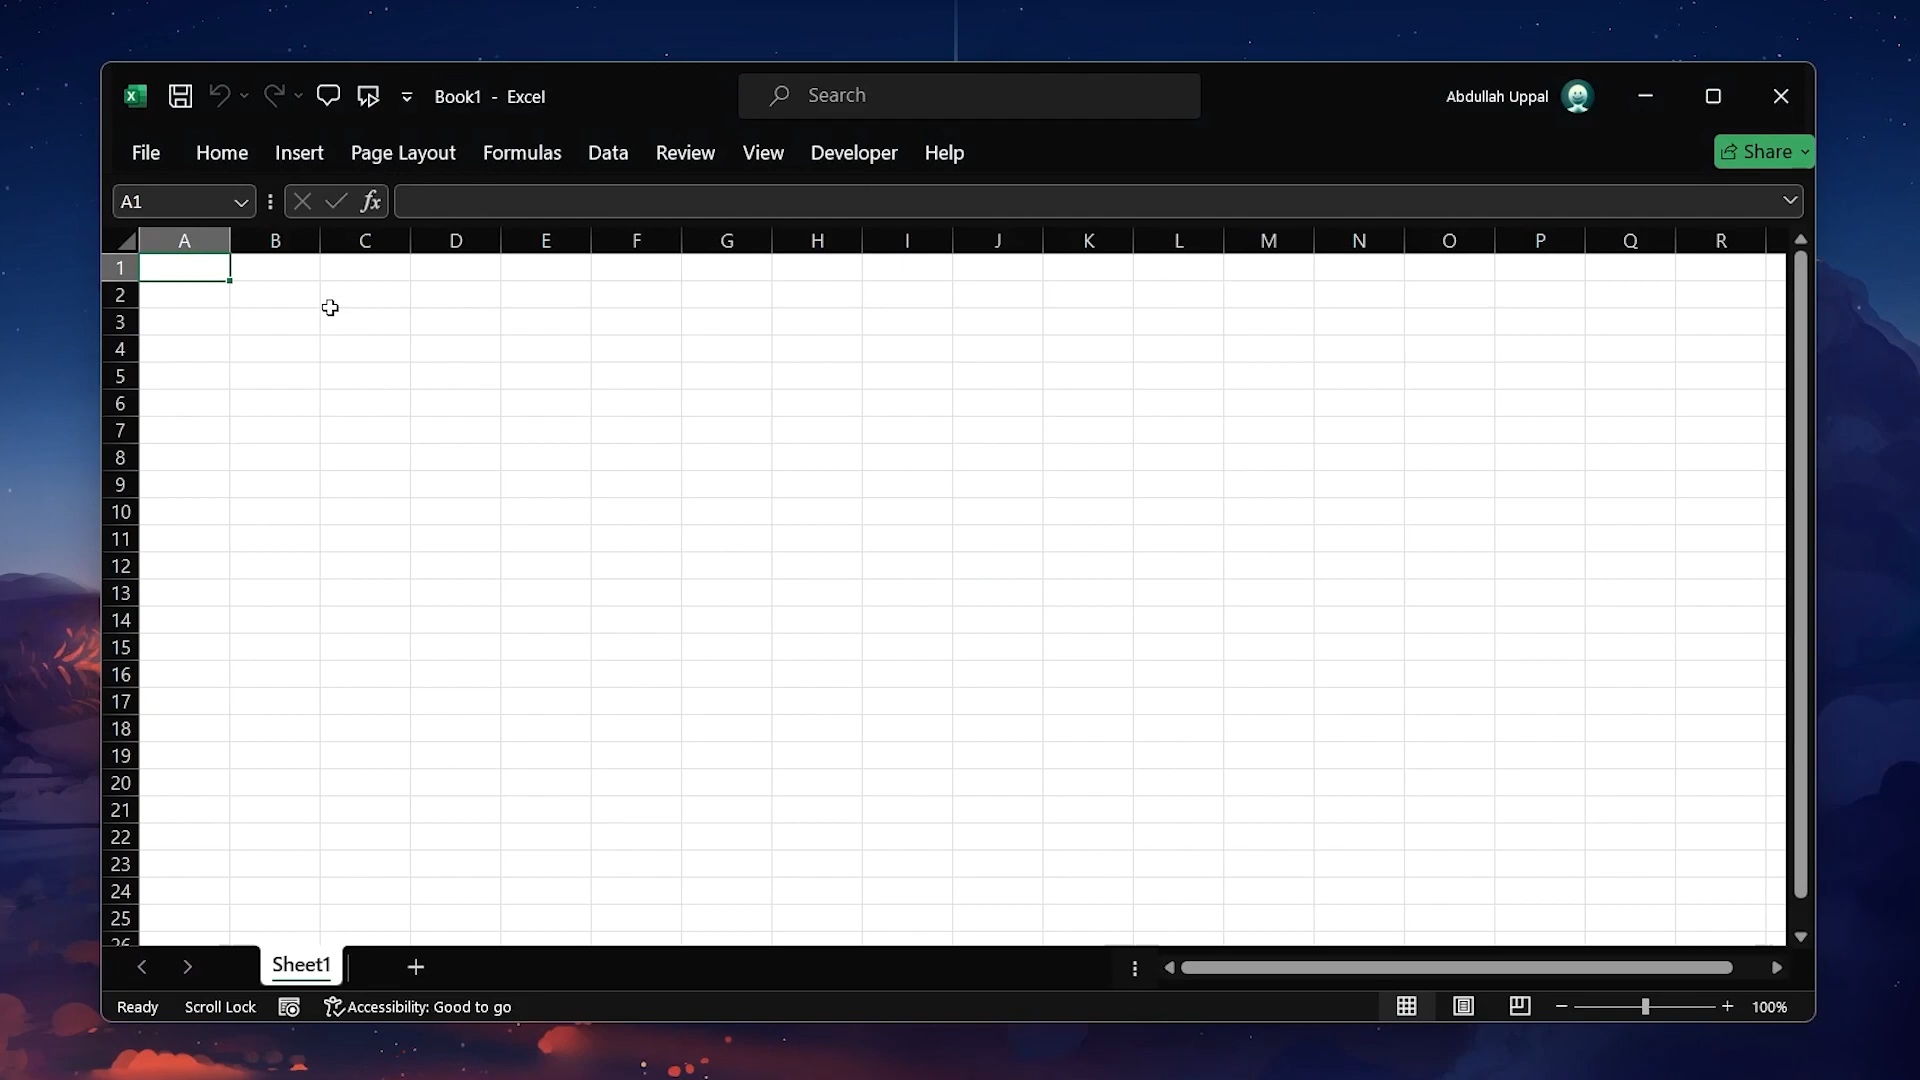 Book1 - Excel
Search
Abdullah Uppal
File Home Insert Page Layout Formulas Data Review View Developer Help
Share
A1
fx
A B C D E F G H I J K L M N O P Q R
1
2
3
4
5
6
7
8
9
10
11
12
13
14
15
16
17
18
19
20
21
22
23
24
25
26
Sheet1
Ready Scroll Lock Accessibility: Good to go
100%